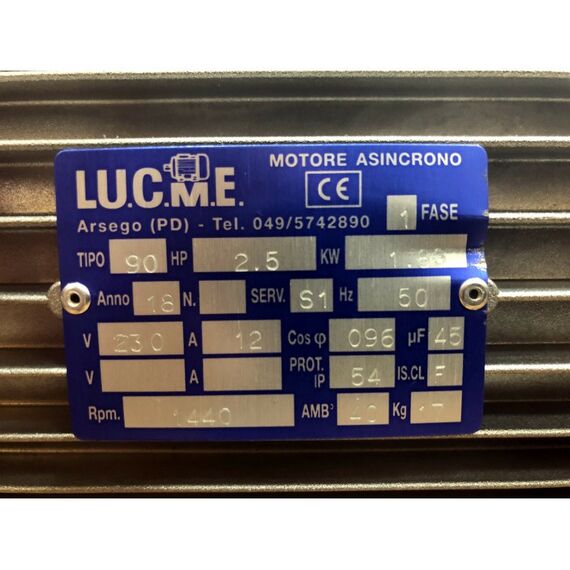 LU.C.M.E. MOTORE ASINCRONO
CE
Arsego (PD) - Tel. 049/5742890 1 FASE
TIPO 90 HP 2.5 KW
Anno 18 N. SERV. S1 Hz 50
V 230 A 12 Cos φ 096 µF 45
V A PROT. IP 54 IS.CL F
Rpm. 1440 AMB° 40 Kg 17